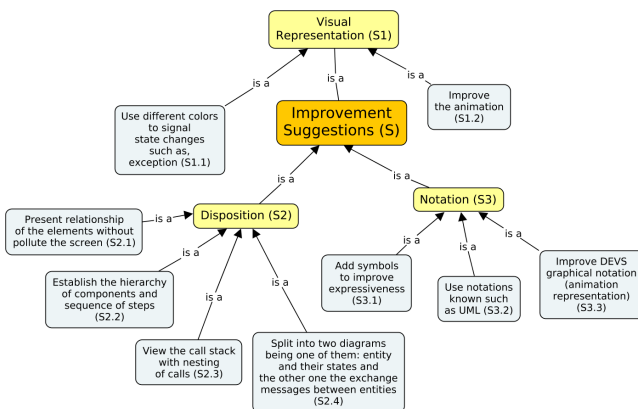 Visual
Representation (S1)
is a
is a
is a
Use different colors
to signal
state changes
such as,
exception (S1.1)
Improvement
Suggestions (S)
Improve
the animation
(S1.2)
is a
is a
Present relationship
of the elements without
pollute the screen (S2.1)
is a
Disposition (S2)
Notation (S3)
is a
is a
is a
is a
is a
is a
Establish the hierarchy
of components and
sequence of steps
(S2.2)
View the call stack
with nesting
of calls (S2.3)
Split into two diagrams
being one of them: entity
and their states and
the other one the exchange
messages between entities
(S2.4)
Add symbols
to improve
expressiveness
(S3.1)
Use notations
known such
as UML (S3.2)
Improve DEVS
graphical notation
(animation
representation)
(S3.3)